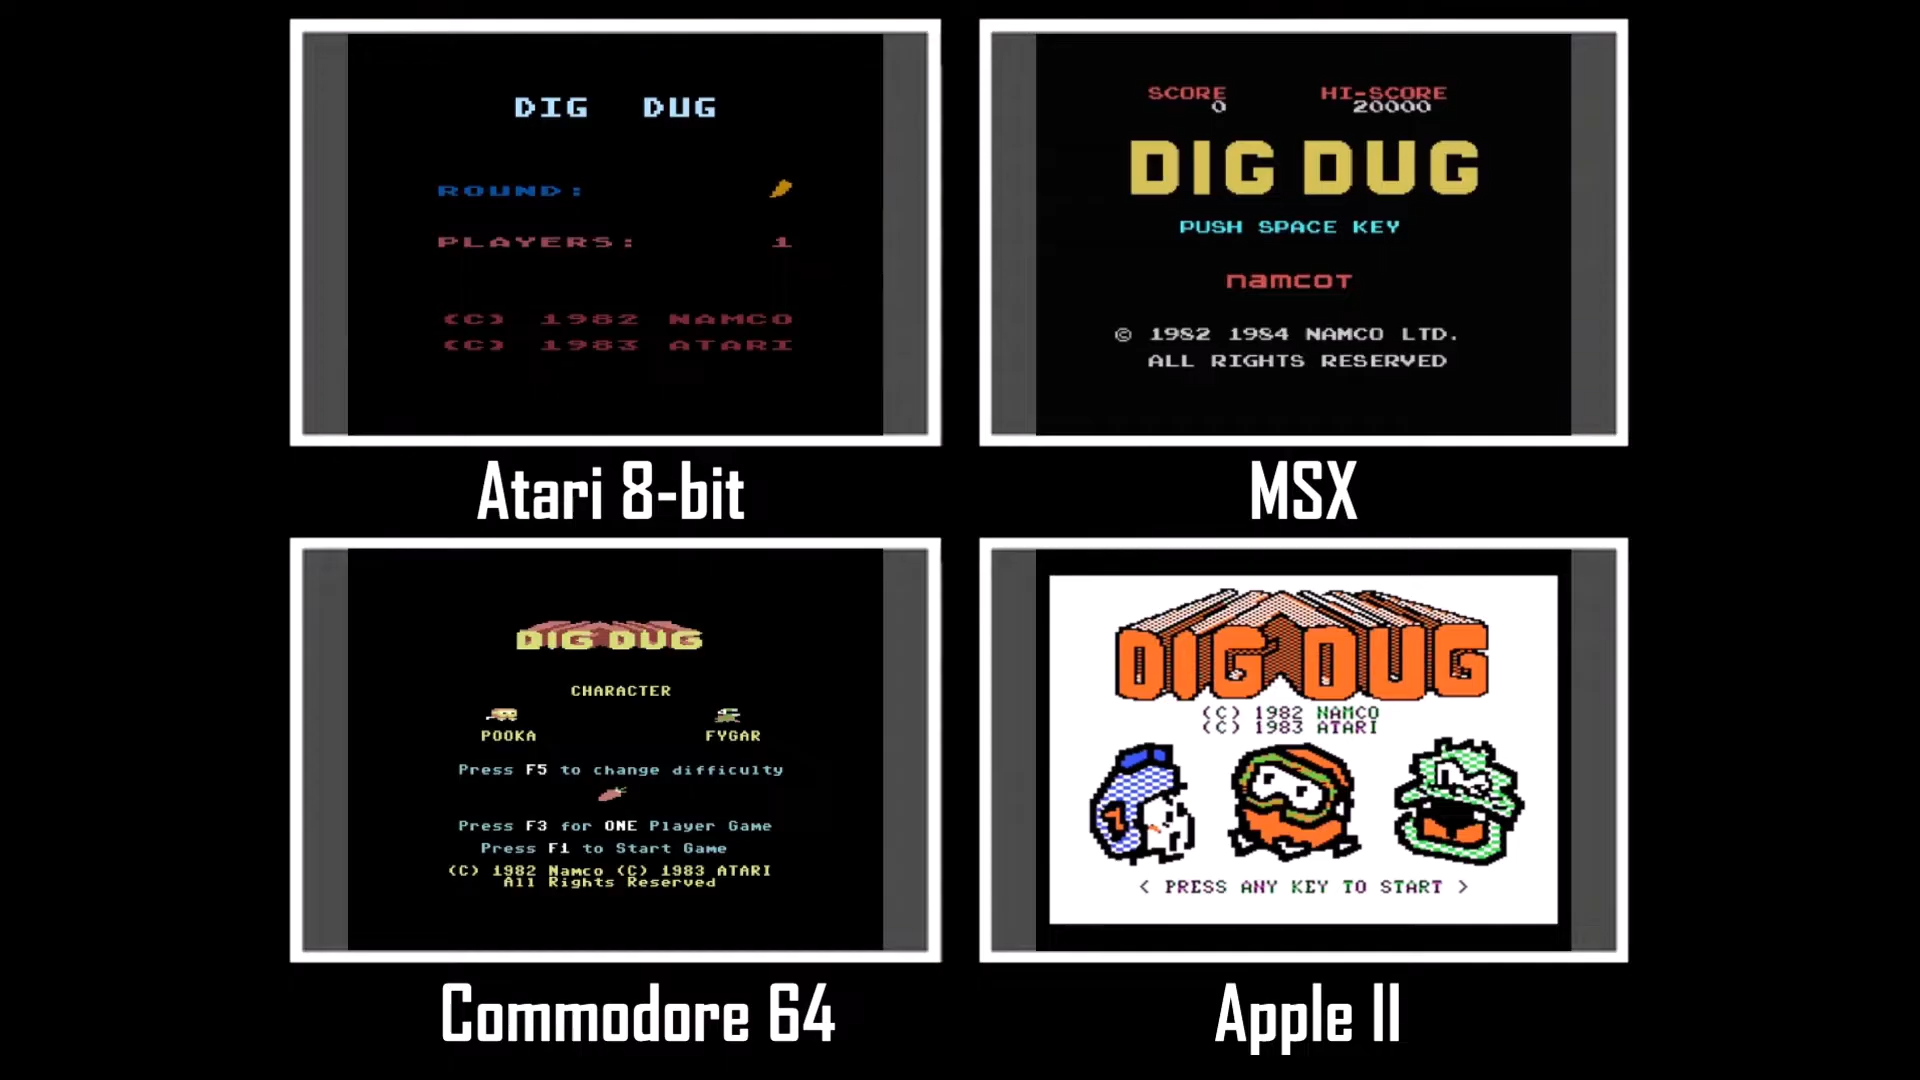 DIG DUG
ROUND:
PLAYERS: 1
(C) 1982 NAMCO
(C) 1983 ATARI
Atari 8-bit
SCORE HI-SCORE
0 20000
DIG DUG
PUSH SPACE KEY
namcot
© 1982 1984 NAMCO LTD.
ALL RIGHTS RESERVED
MSX
DIG DUG
CHARACTER
POOKA FYGAR
Press F5 to change difficulty
Press F3 for ONE Player Game
Press F1 to Start Game
(C) 1982 Namco (C) 1983 ATARI
All Rights Reserved
Commodore 64
DIG DUG
(C) 1982 NAMCO
(C) 1983 ATARI
< PRESS ANY KEY TO START >
Apple II